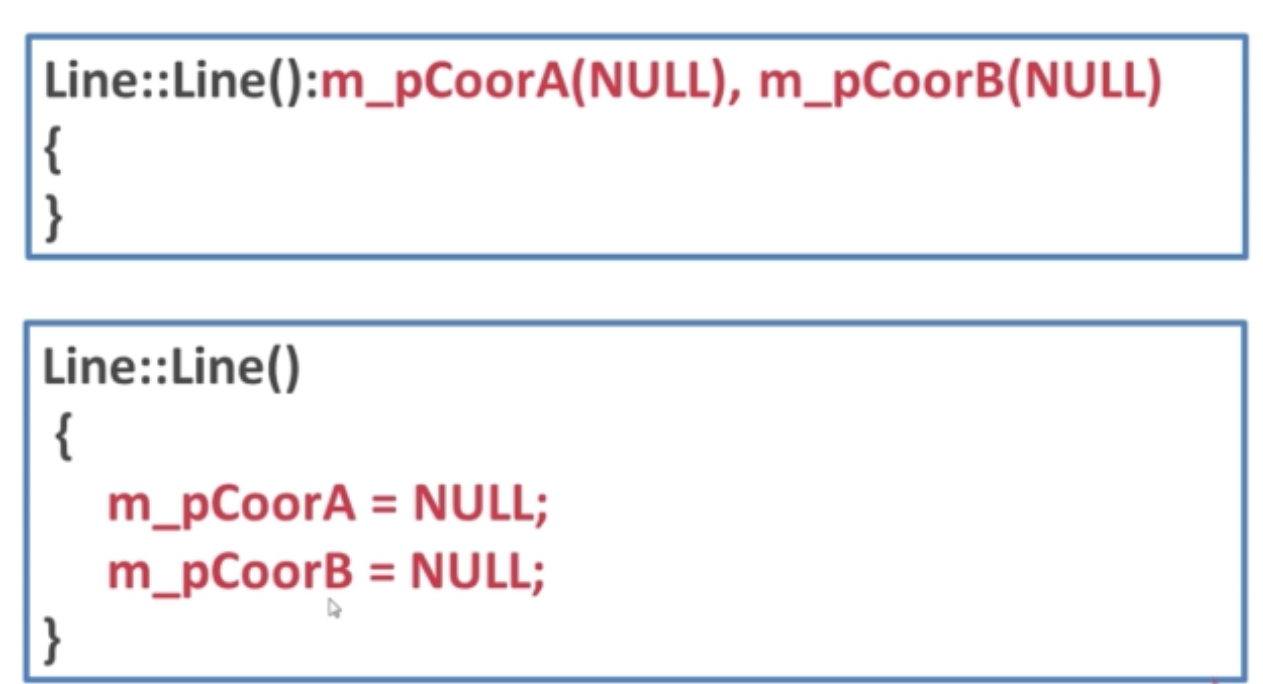 Line::Line():m_pCoorA(NULL), m_pCoorB(NULL)
{
}
Line::Line()
{
m_pCoorA = NULL;
m_pCoorB = NULL;
}